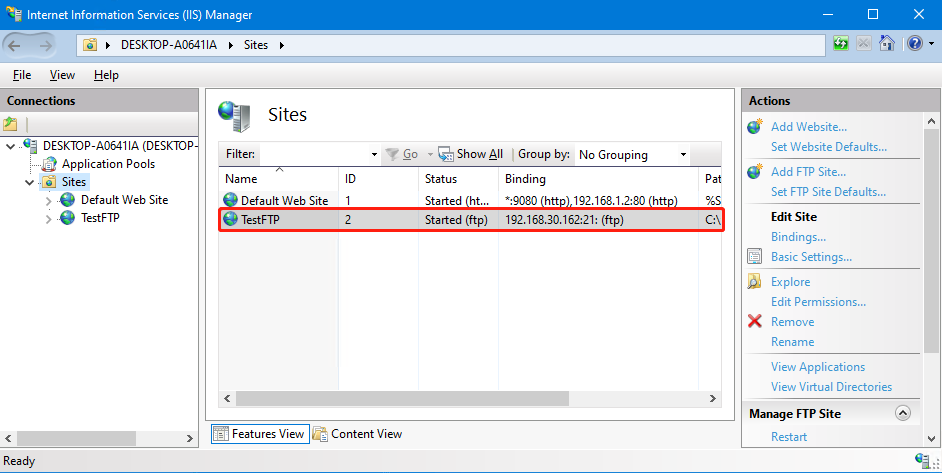 Internet Information Services (IIS) Manager
DESKTOP-A0641IA
Sites
File View Help
Connections
DESKTOP-A0641IA (DESKTOP-
Application Pools
Sites
Default Web Site
TestFTP
Sites
Filter: Go Show All Group by: No Grouping
Name ID Status Binding Pat
Default Web Site 1 Started (ht... *:9080 (http),192.168.1.2:80 (http) %S
TestFTP 2 Started (ftp) 192.168.30.162:21: (ftp) C:\
Features View Content View
Actions
Add Website...
Set Website Defaults...
Add FTP Site...
Set FTP Site Defaults...
Edit Site
Bindings...
Basic Settings...
Explore
Edit Permissions...
Remove
Rename
View Applications
View Virtual Directories
Manage FTP Site
Restart
Ready